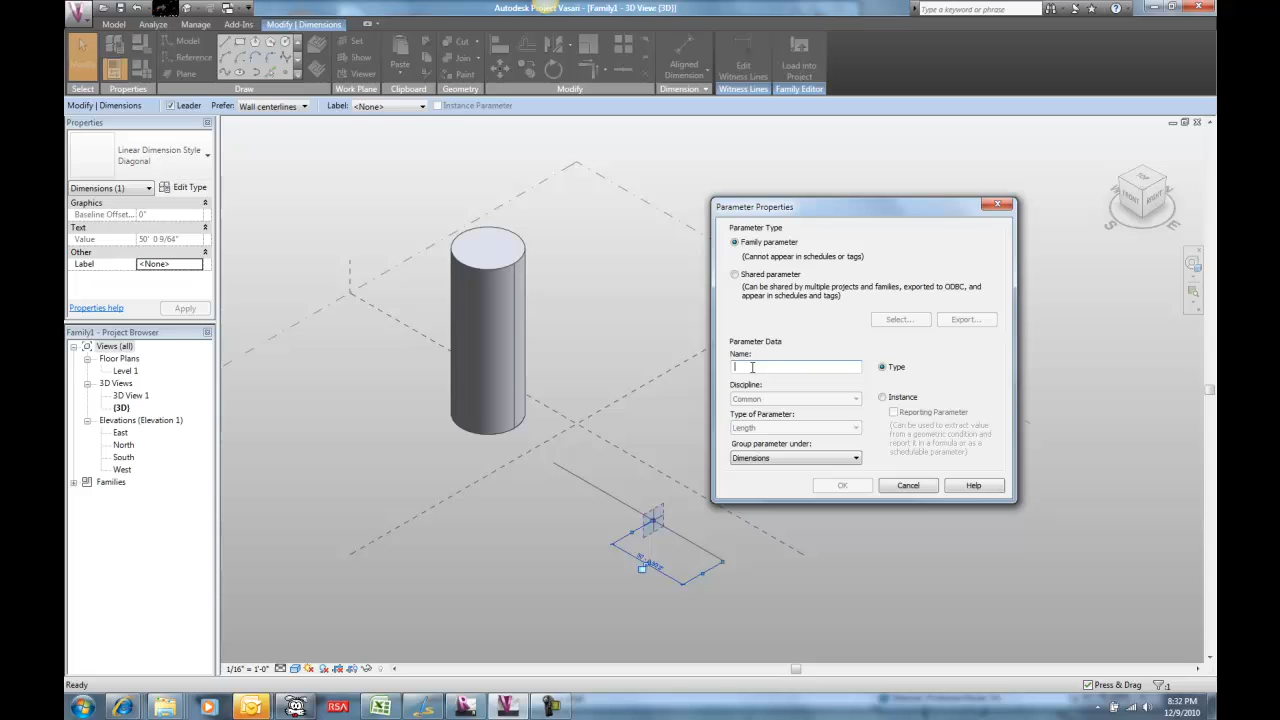 Autodesk Project Vasari - [Family1 - 3D View: {3D}]
Type a keyword or phrase
Model
Analyze
Manage
Add-Ins
Modify | Dimensions
Modify
Model
Reference
Plane
Set
Show
Viewer
Paste
Cut
Join
Paint
Aligned
Dimension
Edit
Witness Lines
Load into
Project
Select
Properties
Draw
Work Plane
Clipboard
Geometry
Modify
Dimension
Witness Lines
Family Editor
Modify | Dimensions
Leader
Prefer:
Wall centerlines
Label:
<None>
Instance Parameter
Properties
Linear Dimension Style
Diagonal
Dimensions (1)
Edit Type
Graphics
Baseline Offset... 0"
Text
Value 50' 0 9/64"
Other
Label <None>
Properties help
Apply
Family1 - Project Browser
Views (all)
Floor Plans
Level 1
3D Views
3D View 1
{3D}
Elevations (Elevation 1)
East
North
South
West
Families
TOP
FRONT
RIGHT
S
E
Parameter Properties
Parameter Type
Family parameter
(Cannot appear in schedules or tags)
Shared parameter
(Can be shared by multiple projects and families, exported to ODBC, and
appear in schedules and tags)
Select...
Export...
Parameter Data
Name:
Type
Discipline:
Common
Instance
Reporting Parameter
Type of Parameter:
Length
(Can be used to extract value
from a geometric condition and
report it in a formula or as a
schedulable parameter)
Group parameter under:
Dimensions
OK
Cancel
Help
1/16" = 1'-0"
Ready
Press & Drag
:1
RSA
8:32 PM
12/9/2010